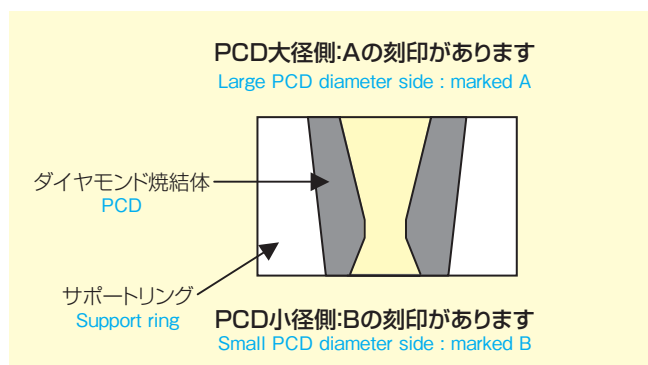 PCD大径側:Aの刻印があります
Large PCD diameter side : marked A
ダイヤモンド焼結体
PCD
サポートリング
Support ring
PCD小径側:Bの刻印があります
Small PCD diameter side : marked B